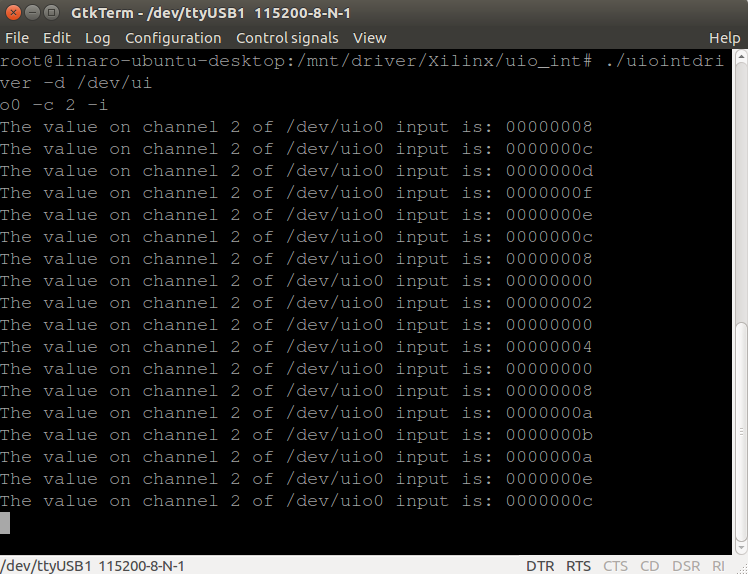 GtkTerm - /dev/ttyUSB1 115200-8-N-1
File Edit Log Configuration Control signals View Help
root@linaro-ubuntu-desktop:/mnt/driver/Xilinx/uio_int# ./uiointdri
ver -d /dev/ui
o0 -c 2 -i
The value on channel 2 of /dev/uio0 input is: 00000008
The value on channel 2 of /dev/uio0 input is: 0000000c
The value on channel 2 of /dev/uio0 input is: 0000000d
The value on channel 2 of /dev/uio0 input is: 0000000f
The value on channel 2 of /dev/uio0 input is: 0000000e
The value on channel 2 of /dev/uio0 input is: 0000000c
The value on channel 2 of /dev/uio0 input is: 00000008
The value on channel 2 of /dev/uio0 input is: 00000000
The value on channel 2 of /dev/uio0 input is: 00000002
The value on channel 2 of /dev/uio0 input is: 00000000
The value on channel 2 of /dev/uio0 input is: 00000004
The value on channel 2 of /dev/uio0 input is: 00000000
The value on channel 2 of /dev/uio0 input is: 00000008
The value on channel 2 of /dev/uio0 input is: 0000000a
The value on channel 2 of /dev/uio0 input is: 0000000b
The value on channel 2 of /dev/uio0 input is: 0000000a
The value on channel 2 of /dev/uio0 input is: 0000000e
The value on channel 2 of /dev/uio0 input is: 0000000c
/dev/ttyUSB1 115200-8-N-1 DTR RTS CTS CD DSR RI